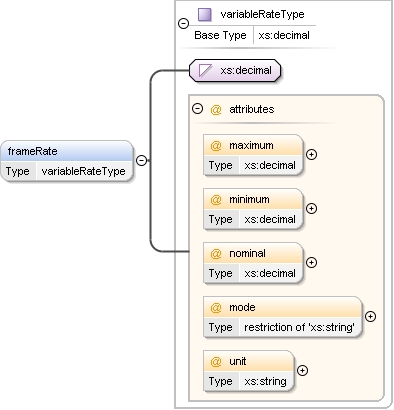 variableRateType
Base Type xs:decimal
xs:decimal
@ attributes
frameRate
Type variableRateType
@ maximum
Type xs:decimal
@ minimum
Type xs:decimal
@ nominal
Type xs:decimal
@ mode
Type restriction of 'xs:string'
@ unit
Type xs:string